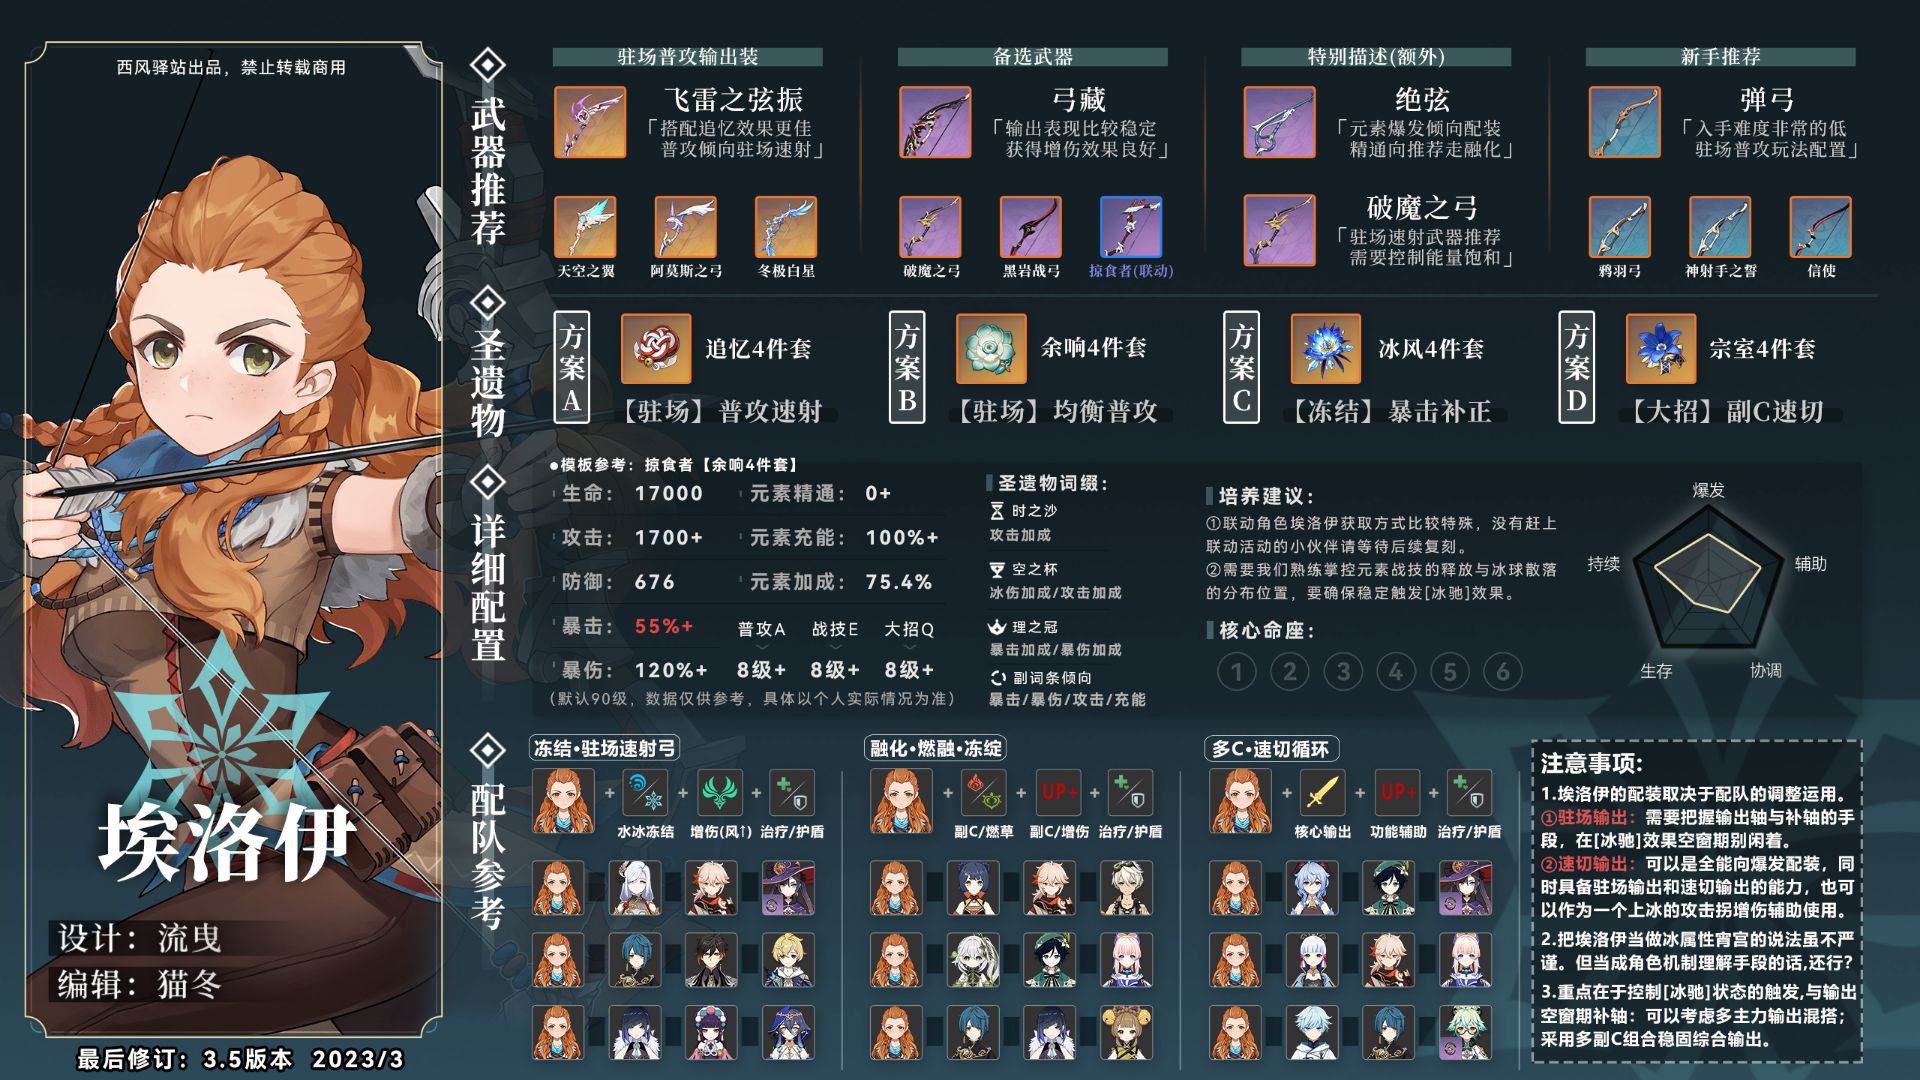 西风驿站出品，禁止转载商用
埃洛伊
设计：流曳
编辑：猫冬
最后修订：3.5版本 2023/3
武器推荐
驻场普攻输出装
飞雷之弦振
「搭配追忆效果更佳
普攻倾向驻场速射」
天空之翼
阿莫斯之弓
冬极白星
备选武器
弓藏
「输出表现比较稳定
获得增伤效果良好」
破魔之弓
黑岩战弓
掠食者(联动)
特别描述(额外)
绝弦
「元素爆发倾向配装
精通向推荐走融化」
破魔之弓
「驻场速射武器推荐
需要控制能量饱和」
新手推荐
弹弓
「入手难度非常的低
驻场普攻玩法配置」
鸦羽弓
神射手之誓
信使
圣遗物
方案A
追忆4件套
【驻场】普攻速射
方案B
余响4件套
【驻场】均衡普攻
方案C
冰风4件套
【冻结】暴击补正
方案D
宗室4件套
【大招】副C速切
详细配置
●模板参考：掠食者【余响4件套】
生命： 17000 元素精通： 0+
攻击： 1700+ 元素充能： 100%+
防御： 676 元素加成： 75.4%
暴击： 55%+ 普攻A 战技E 大招Q
暴伤： 120%+ 8级+ 8级+ 8级+
(默认90级，数据仅供参考，具体以个人实际情况为准)
圣遗物词缀：
时之沙
攻击加成
空之杯
冰伤加成/攻击加成
理之冠
暴击加成/暴伤加成
副词条倾向
暴击/暴伤/攻击/充能
培养建议：
①联动角色埃洛伊获取方式比较特殊，没有赶上
联动活动的小伙伴请等待后续复刻。
②需要我们熟练掌控元素战技的释放与冰球散落
的分布位置，要确保稳定触发[冰驰]效果。
核心命座：
1 2 3 4 5 6
爆发
辅助
协调
生存
持续
配队参考
冻结·驻场速射弓
+ + +
水冰冻结 增伤(风↑) 治疗/护盾
融化·燃融·冻绽
+ + UP+ +
副C/燃草 副C/增伤 治疗/护盾
多C·速切循环
+ + UP+ +
核心输出 功能辅助 治疗/护盾
注意事项:
1.埃洛伊的配装取决于配队的调整运用。
①驻场输出：需要把握输出轴与补轴的手
段，在[冰驰]效果空窗期别闲着。
②速切输出：可以是全能向爆发配装，同
时具备驻场输出和速切输出的能力，也可
以作为一个上冰的攻击拐增伤辅助使用。
2.把埃洛伊当做冰属性宵宫的说法虽不严
谨。但当成角色机制理解手段的话,还行?
3.重点在于控制[冰驰]状态的触发,与输出
空窗期补轴：可以考虑多主力输出混搭；
采用多副C组合稳固综合输出。